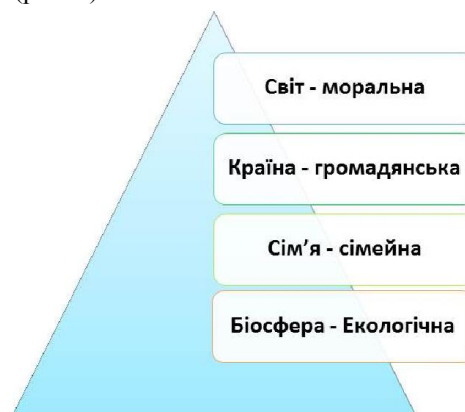 Світ - моральна
Країна - громадянська
Сім’я - сімейна
Біосфера - Екологічна